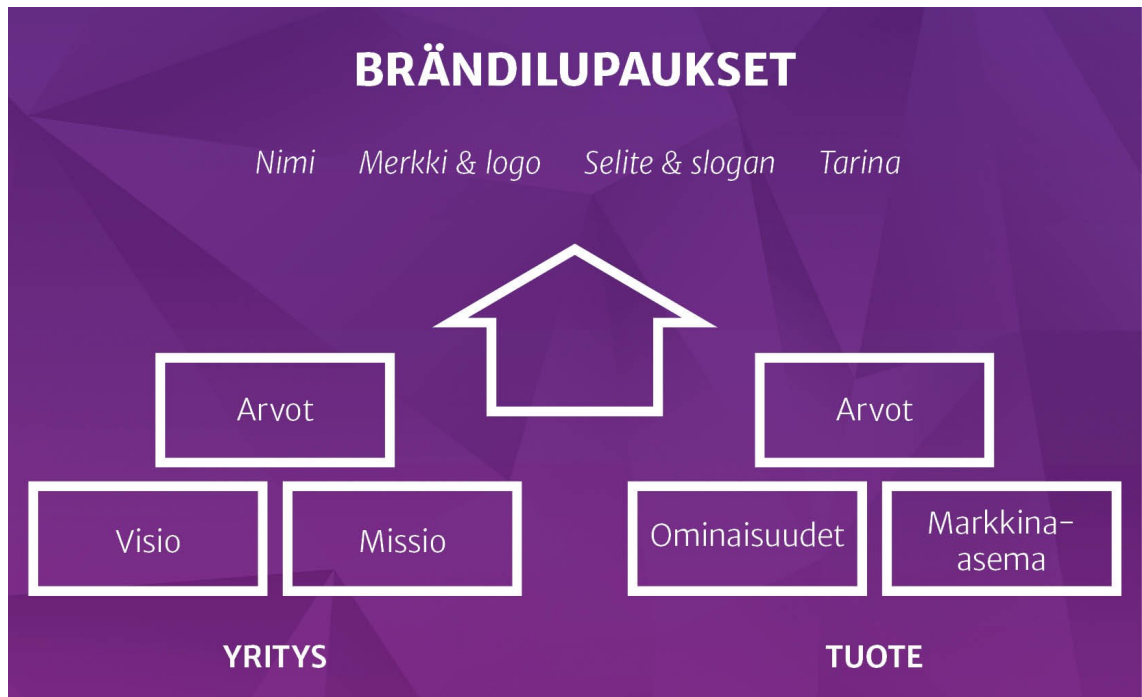 BRÄNDILUPAUKSET
Nimi Merkki & logo Selite & slogan Tarina
Arvot
Visio Missio
YRITYS
Arvot
Ominaisuudet Markkina-
asema
TUOTE